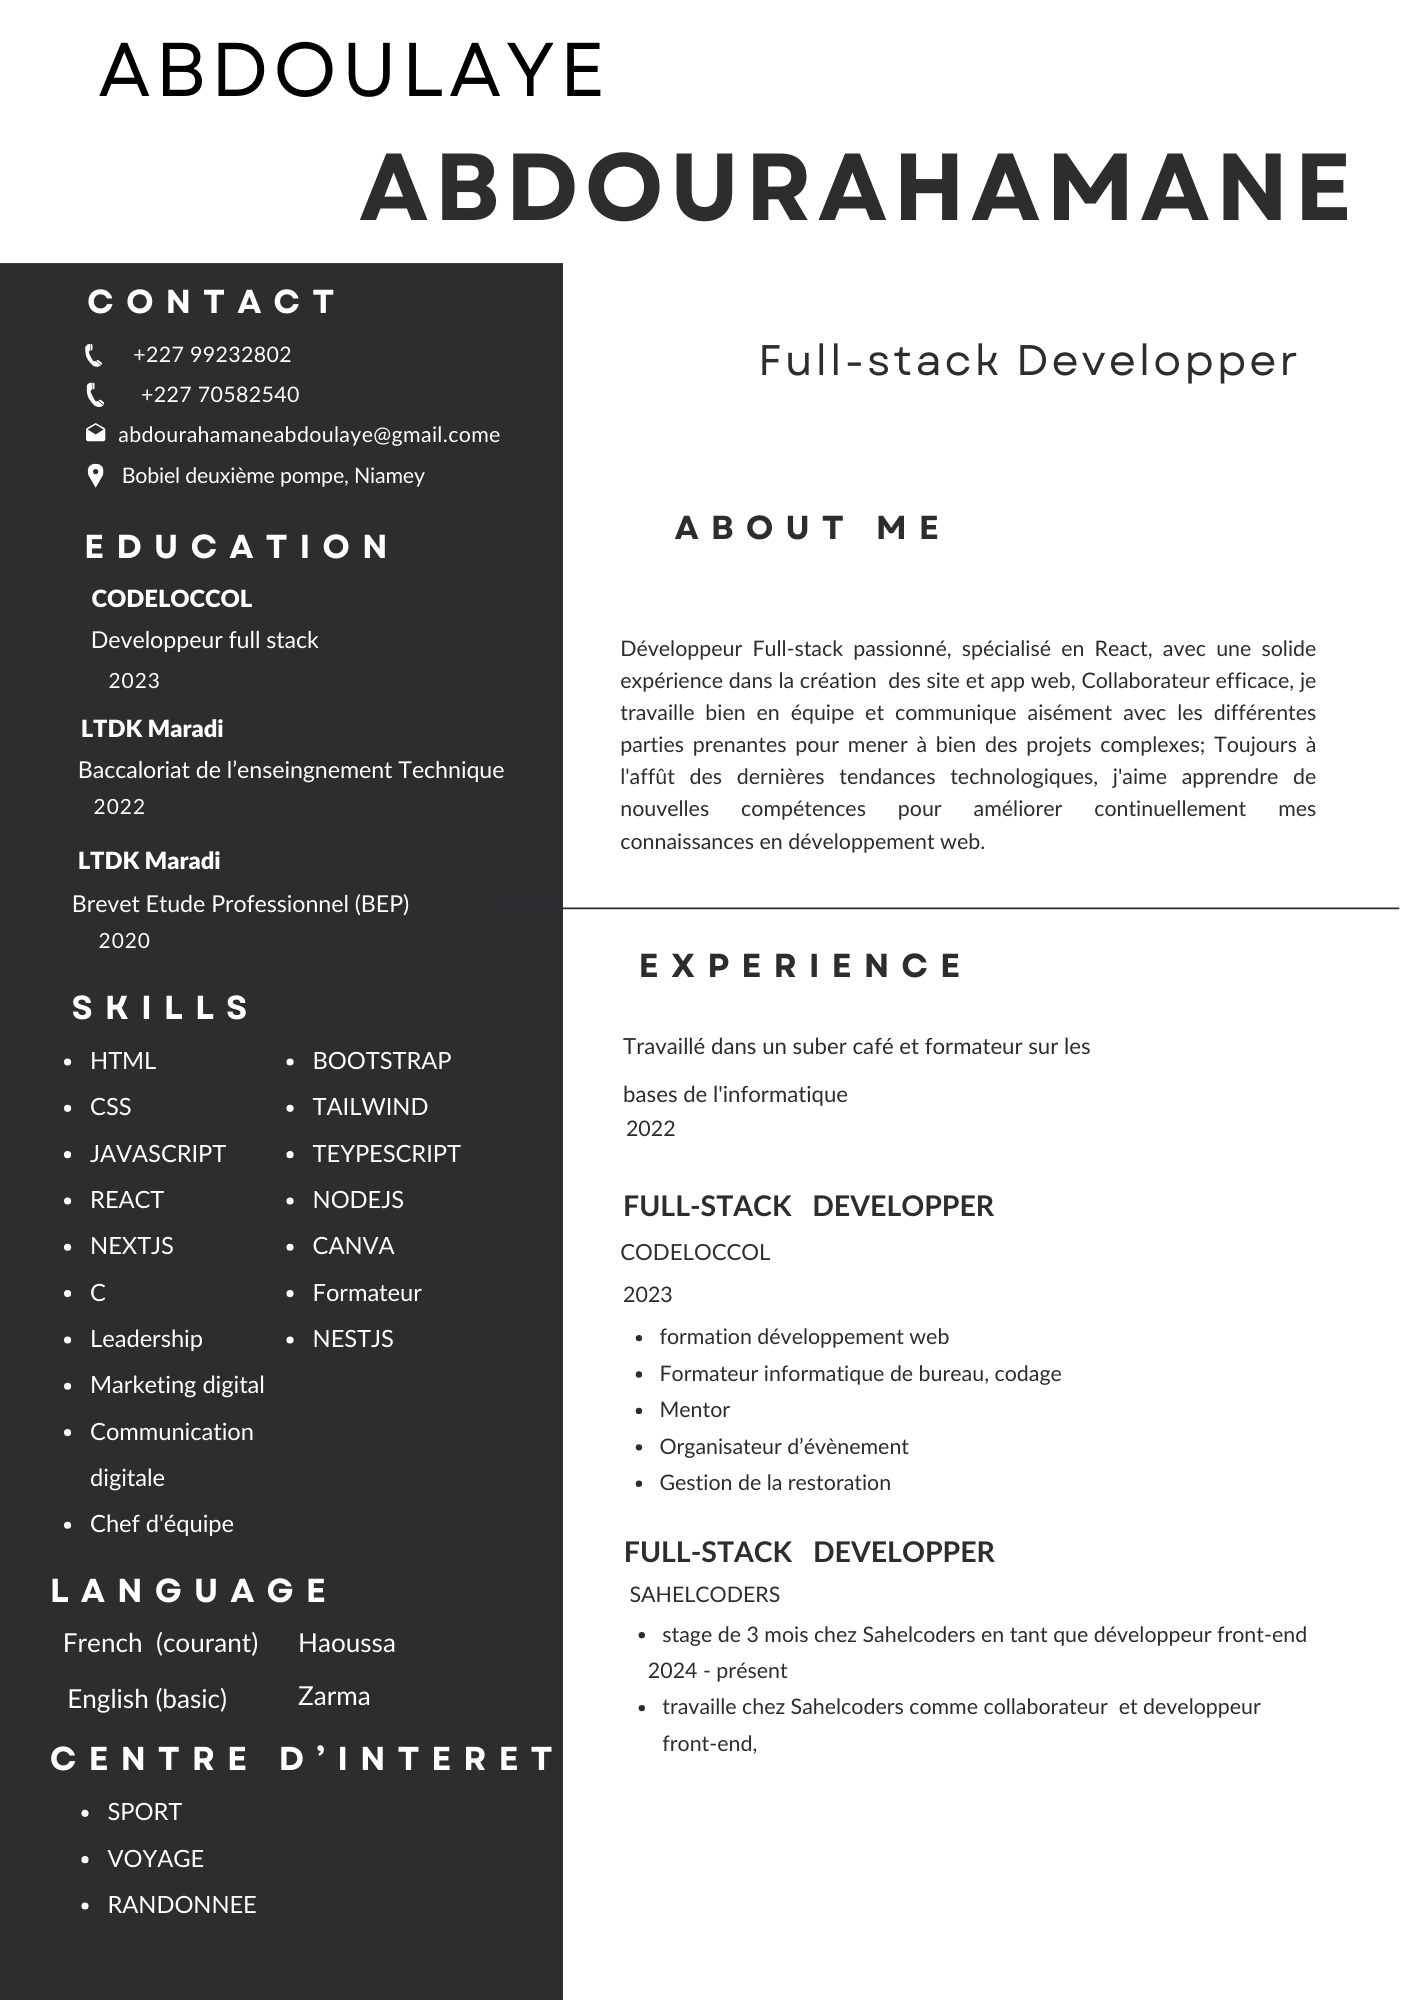 ABDOULAYE
ABDOURAHAMANE
CONTACT
+227 99232802
+227 70582540
abdourahamaneabdoulaye@gmail.come
Bobiel deuxième pompe, Niamey
EDUCATION
CODELOCCOL
Developpeur full stack
2023
LTDK Maradi
Baccaloriat de l’enseingnement Technique
2022
LTDK Maradi
Brevet Etude Professionnel (BEP)
2020
SKILLS
HTML
CSS
JAVASCRIPT
REACT
NEXTJS
C
Leadership
Marketing digital
Communication
digitale
Chef d'équipe
BOOTSTRAP
TAILWIND
TEYPESCRIPT
NODEJS
CANVA
Formateur
NESTJS
LANGUAGE
French (courant)
English (basic)
Haoussa
Zarma
CENTRE D’INTERET
SPORT
VOYAGE
RANDONNEE
Full-stack Developper
ABOUT ME
Développeur Full-stack passionné, spécialisé en React, avec une solide
expérience dans la création des site et app web, Collaborateur efficace, je
travaille bien en équipe et communique aisément avec les différentes
parties prenantes pour mener à bien des projets complexes; Toujours à
l'affût des dernières tendances technologiques, j'aime apprendre de
nouvelles compétences pour améliorer continuellement mes
connaissances en développement web.
EXPERIENCE
Travaillé dans un suber café et formateur sur les
bases de l'informatique
2022
FULL-STACK DEVELOPPER
CODELOCCOL
2023
formation développement web
Formateur informatique de bureau, codage
Mentor
Organisateur d’évènement
Gestion de la restoration
FULL-STACK DEVELOPPER
SAHELCODERS
stage de 3 mois chez Sahelcoders en tant que développeur front-end
2024 - présent
travaille chez Sahelcoders comme collaborateur et developpeur
front-end,